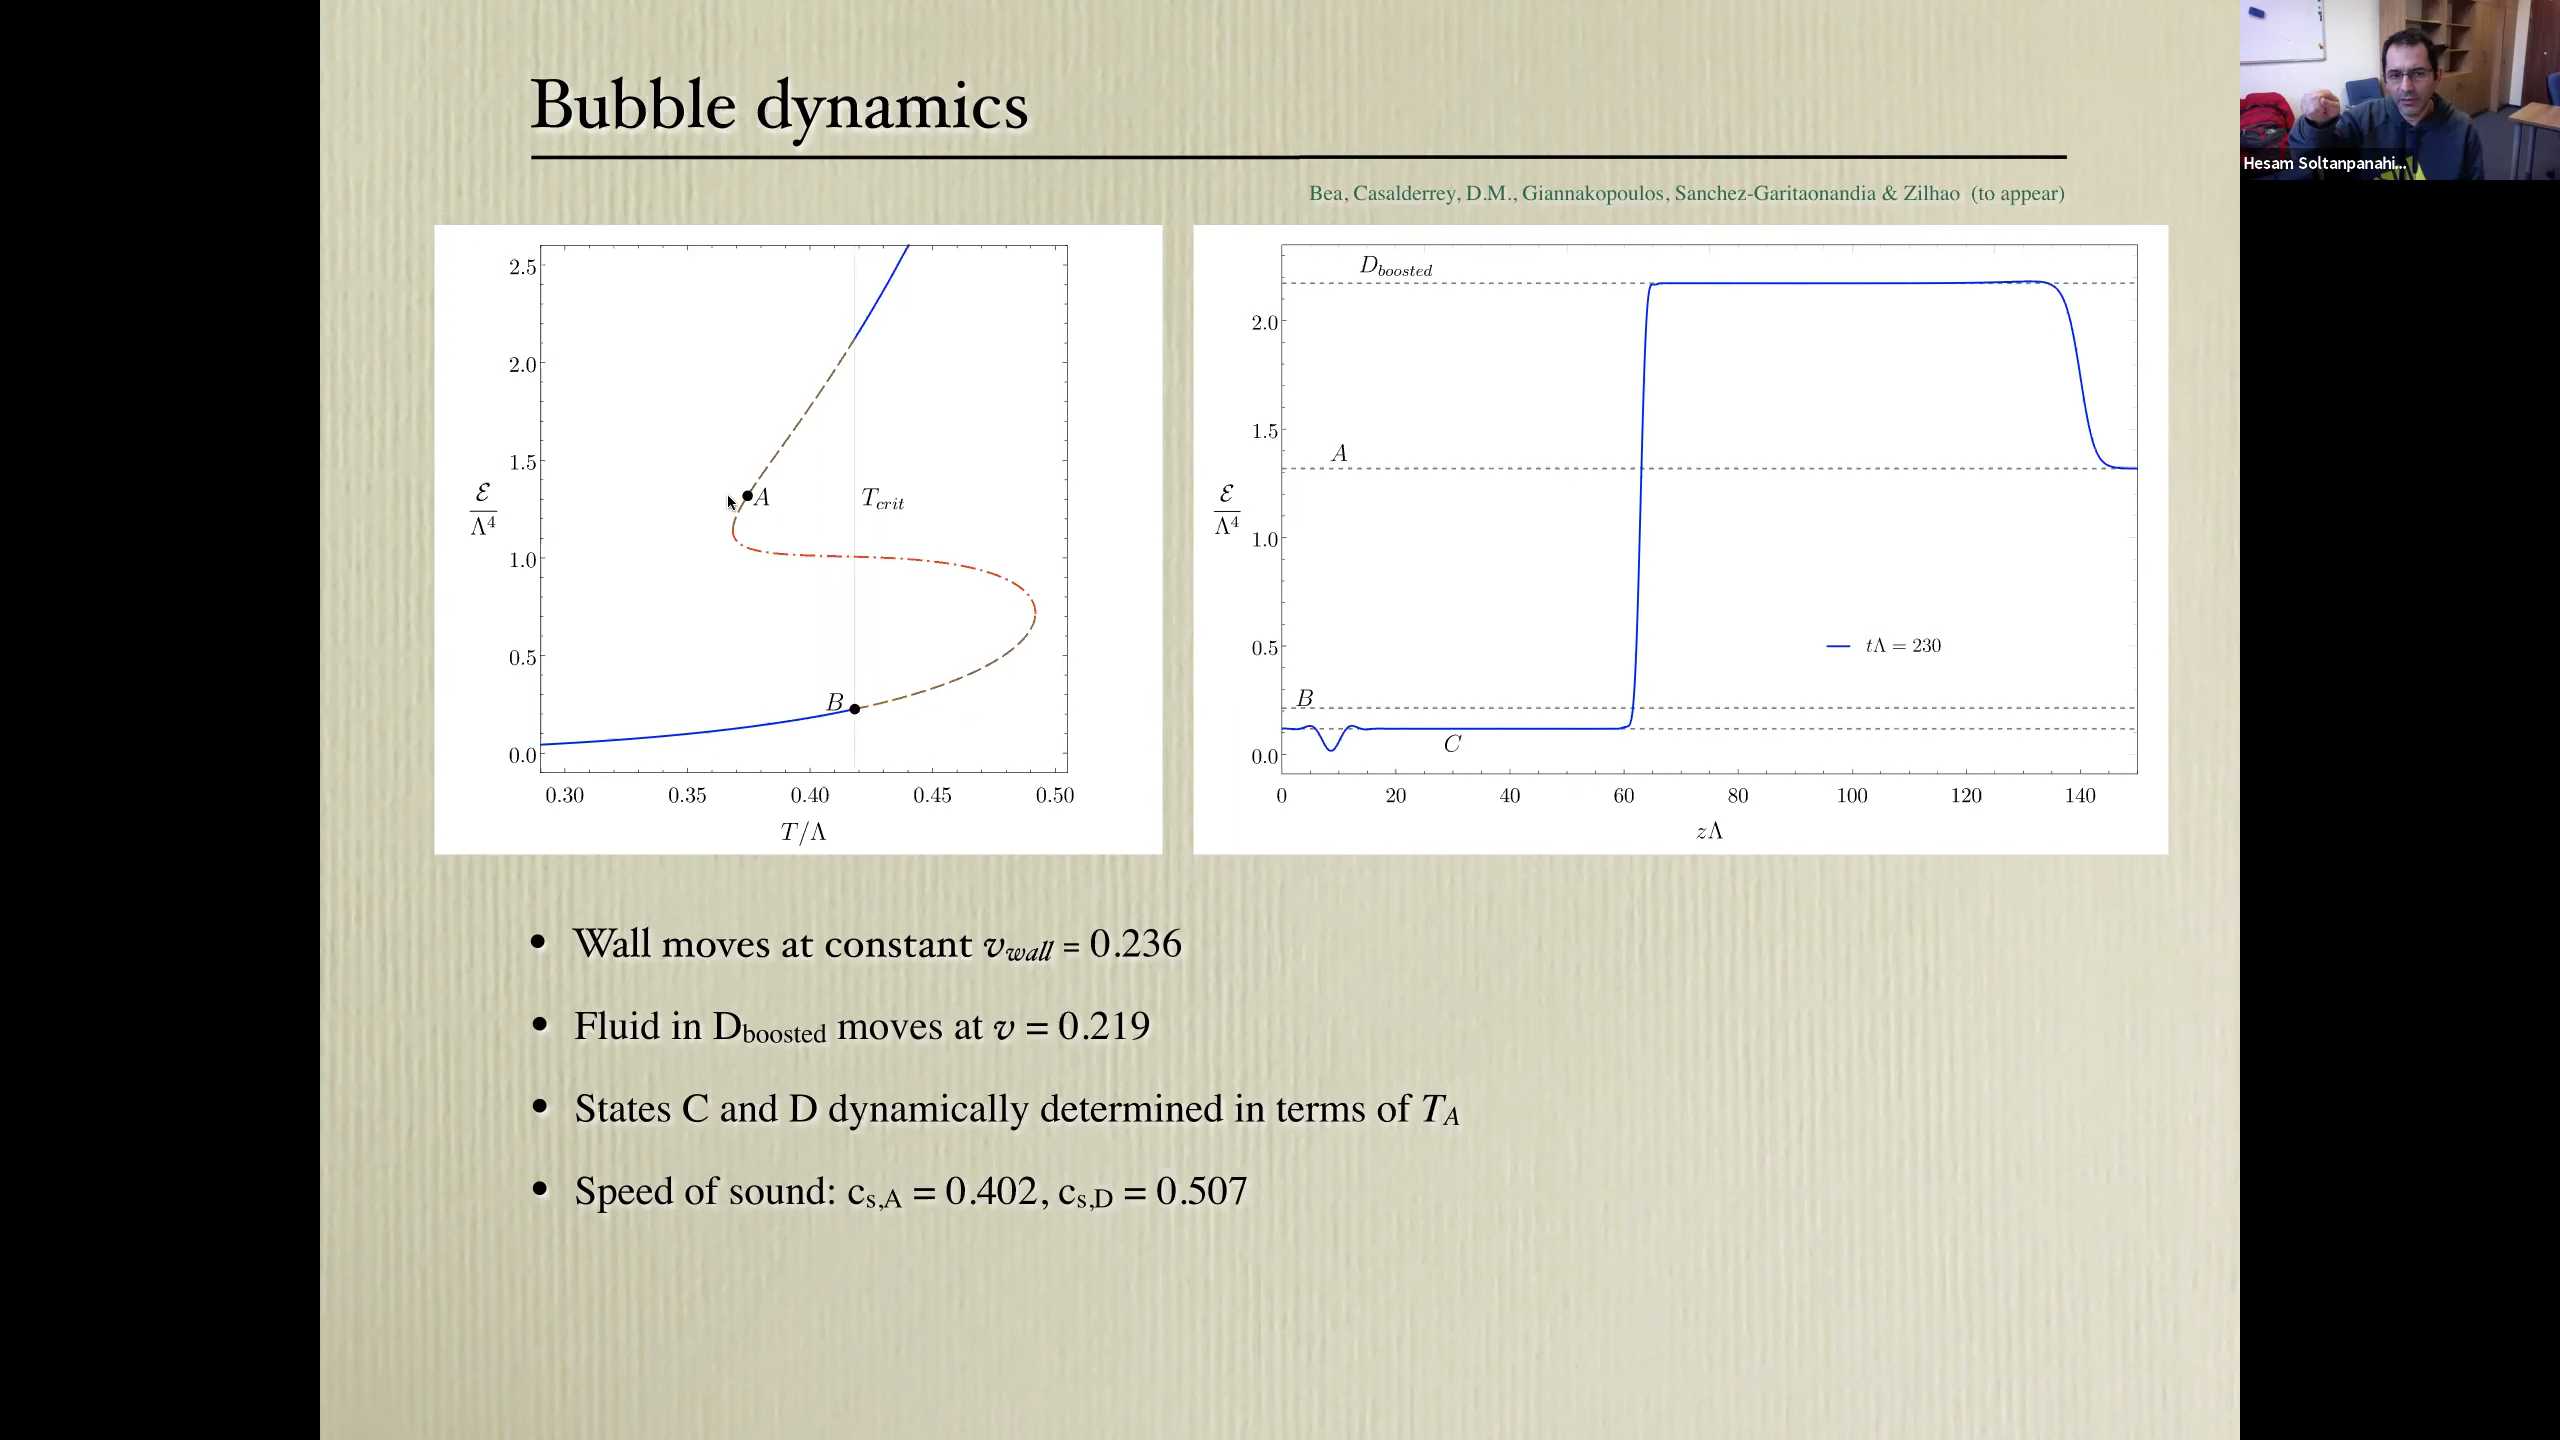 Bubble dynamics
Hesam Soltanpanahi...
Bea, Casalderrey, D.M., Giannakopoulos, Sanchez-Garitaonandia & Zilhao (to appear)
2.5
2.0
1.5
1.0
0.5
0.0
ℰ
Λ⁴
A
T_crit
B
0.30 0.35 0.40 0.45 0.50
T/Λ
D_boosted
2.0
1.5
1.0
0.5
0.0
ℰ
Λ⁴
A
tΛ = 230
B
C
0 20 40 60 80 100 120 140
zΛ
• Wall moves at constant v_wall = 0.236
• Fluid in D_boosted moves at v = 0.219
• States C and D dynamically determined in terms of T_A
• Speed of sound: c_s,A = 0.402, c_s,D = 0.507